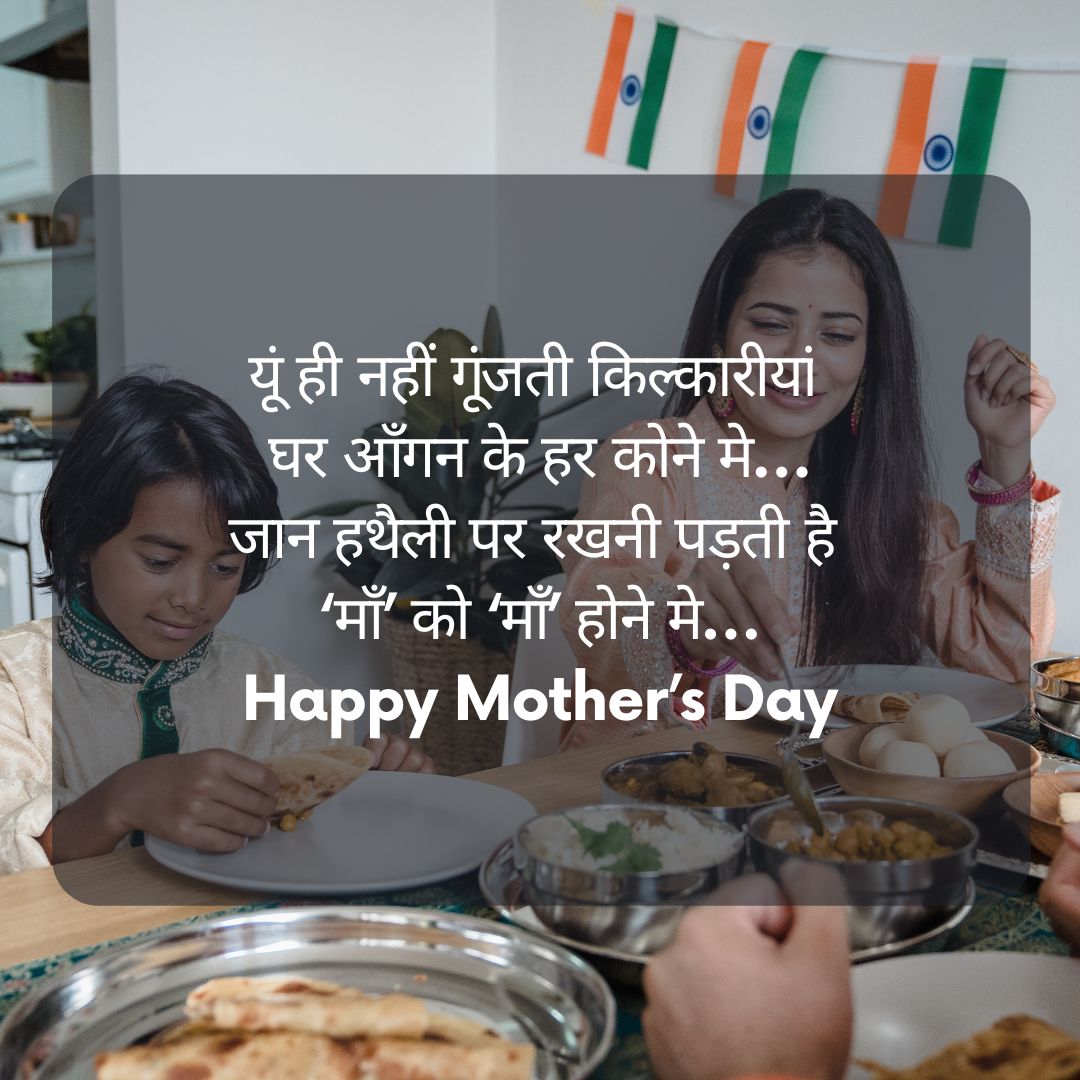 यूं ही नहीं गूंजती किल्कारीयां
घर आँगन के हर कोने मे...
जान हथैली पर रखनी पड़ती है
‘माँ’ को ‘माँ’ होने मे...
Happy Mother’s Day